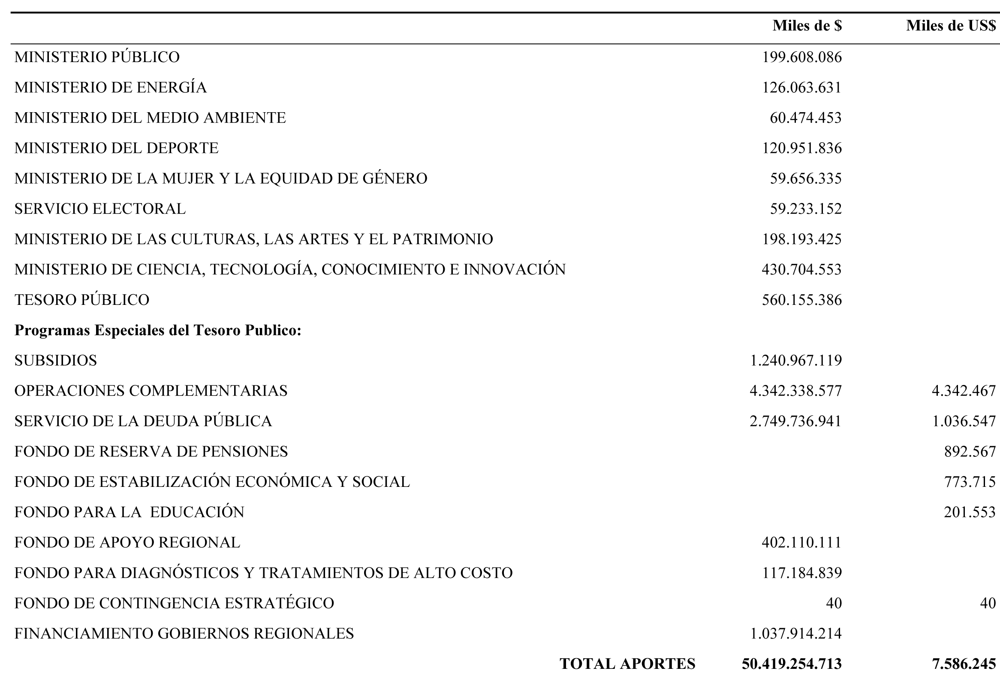 Miles de $ Miles de US$
MINISTERIO PÚBLICO 199.608.086
MINISTERIO DE ENERGÍA 126.063.631
MINISTERIO DEL MEDIO AMBIENTE 60.474.453
MINISTERIO DEL DEPORTE 120.951.836
MINISTERIO DE LA MUJER Y LA EQUIDAD DE GÉNERO 59.656.335
SERVICIO ELECTORAL 59.233.152
MINISTERIO DE LAS CULTURAS, LAS ARTES Y EL PATRIMONIO 198.193.425
MINISTERIO DE CIENCIA, TECNOLOGÍA, CONOCIMIENTO E INNOVACIÓN 430.704.553
TESORO PÚBLICO 560.155.386
Programas Especiales del Tesoro Publico:
SUBSIDIOS 1.240.967.119
OPERACIONES COMPLEMENTARIAS 4.342.338.577 4.342.467
SERVICIO DE LA DEUDA PÚBLICA 2.749.736.941 1.036.547
FONDO DE RESERVA DE PENSIONES 892.567
FONDO DE ESTABILIZACIÓN ECONÓMICA Y SOCIAL 773.715
FONDO PARA LA  EDUCACIÓN 201.553
FONDO DE APOYO REGIONAL 402.110.111
FONDO PARA DIAGNÓSTICOS Y TRATAMIENTOS DE ALTO COSTO 117.184.839
FONDO DE CONTINGENCIA ESTRATÉGICO 40 40
FINANCIAMIENTO GOBIERNOS REGIONALES 1.037.914.214
TOTAL APORTES 50.419.254.713 7.586.245